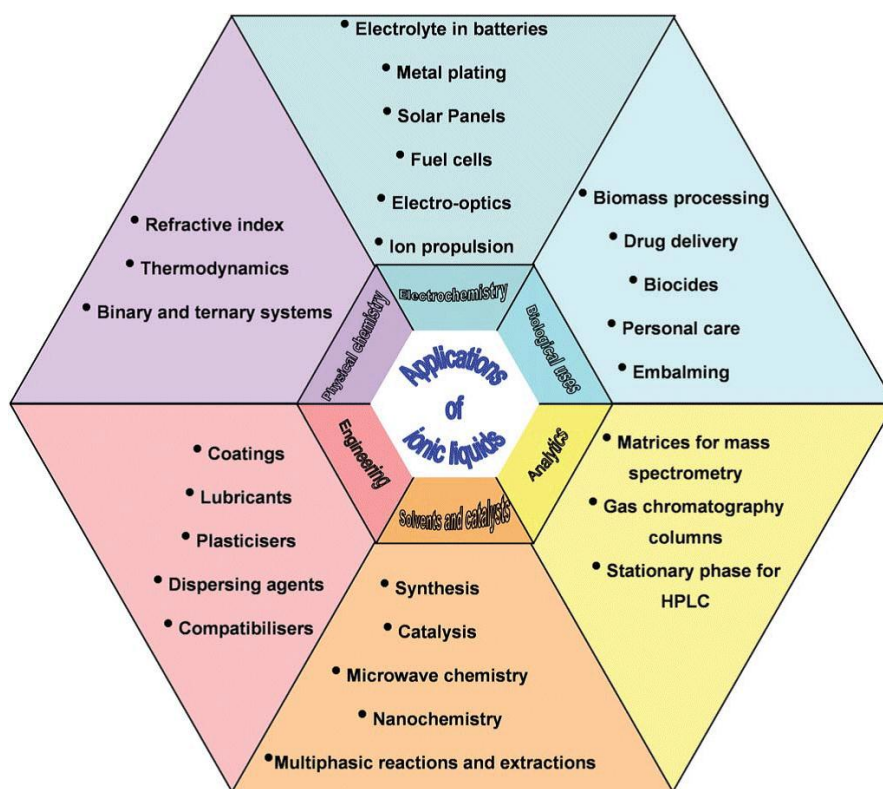 Applications
of
ionic liquids
Electrochemistry
• Electrolyte in batteries
• Metal plating
• Solar Panels
• Fuel cells
• Electro-optics
• Ion propulsion
Biological uses
• Biomass processing
• Drug delivery
• Biocides
• Personal care
• Embalming
Analytics
• Matrices for mass
spectrometry
• Gas chromatography
columns
• Stationary phase for
HPLC
Solvents and catalysts
• Synthesis
• Catalysis
• Microwave chemistry
• Nanochemistry
• Multiphasic reactions and extractions
Engineering
• Coatings
• Lubricants
• Plasticisers
• Dispersing agents
• Compatibilisers
Physical chemistry
• Refractive index
• Thermodynamics
• Binary and ternary systems